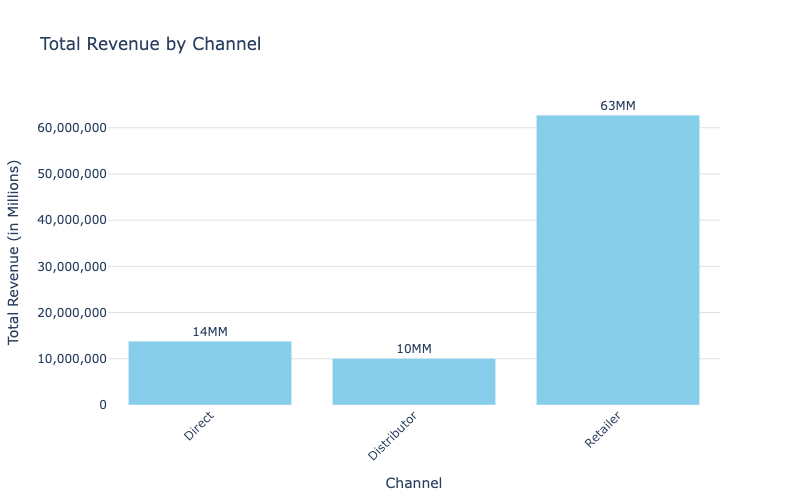 Total Revenue by Channel
Total Revenue (in Millions)
63MM
60,000,000
50,000,000
40,000,000
30,000,000
20,000,000
14MM
10MM
10,000,000
0
Direct
Distributor
Retailer
Channel